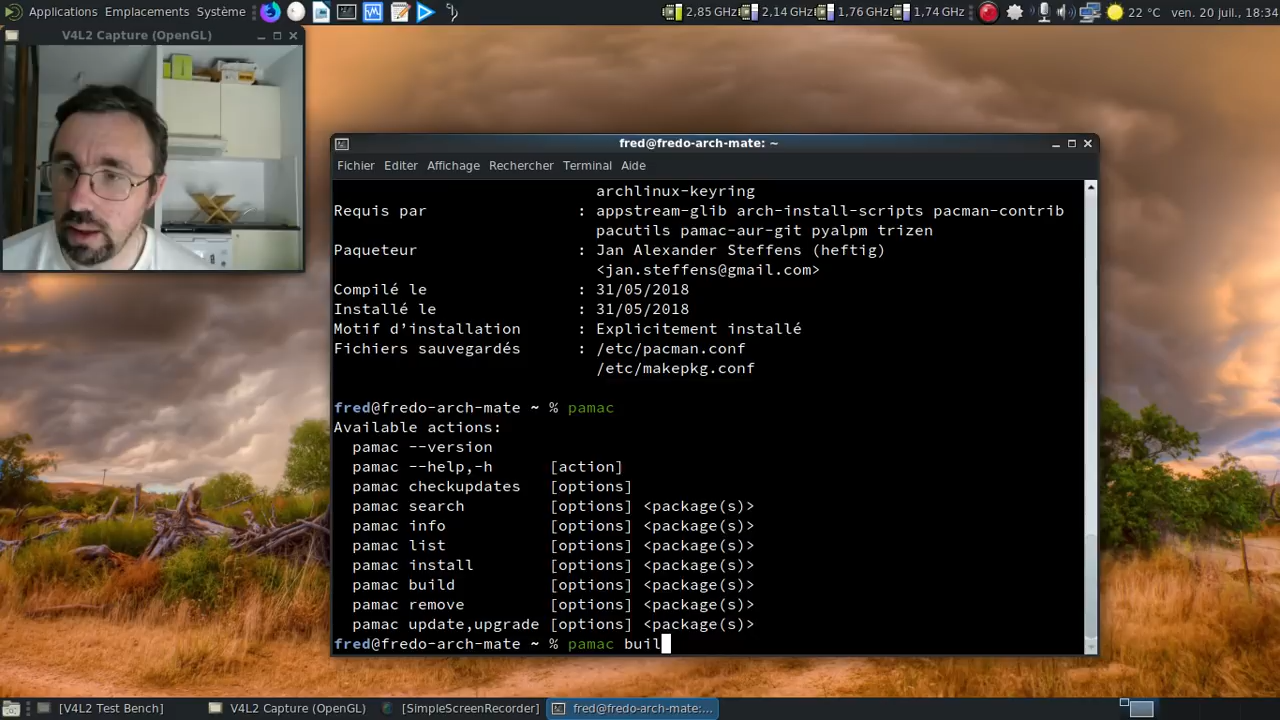 Applications Emplacements Système
2,85 GHz 2,14 GHz 1,76 GHz 1,74 GHz 22 °C ven. 20 juil., 18:34
V4L2 Capture (OpenGL)
fred@fredo-arch-mate: ~
Fichier Editer Affichage Rechercher Terminal Aide
archlinux-keyring
Requis par : appstream-glib arch-install-scripts pacman-contrib
pacutils pamac-aur-git pyalpm trizen
Paqueteur : Jan Alexander Steffens (heftig)
<jan.steffens@gmail.com>
Compilé le : 31/05/2018
Installé le : 31/05/2018
Motif d’installation : Explicitement installé
Fichiers sauvegardés : /etc/pacman.conf
/etc/makepkg.conf
fred@fredo-arch-mate ~ % pamac
Available actions:
pamac --version
pamac --help,-h [action]
pamac checkupdates [options]
pamac search [options] <package(s)>
pamac info [options] <package(s)>
pamac list [options] <package(s)>
pamac install [options] <package(s)>
pamac build [options] <package(s)>
pamac remove [options] <package(s)>
pamac update,upgrade [options] <package(s)>
fred@fredo-arch-mate ~ % pamac buil
[V4L2 Test Bench] V4L2 Capture (OpenGL) [SimpleScreenRecorder] fred@fredo-arch-mate:...